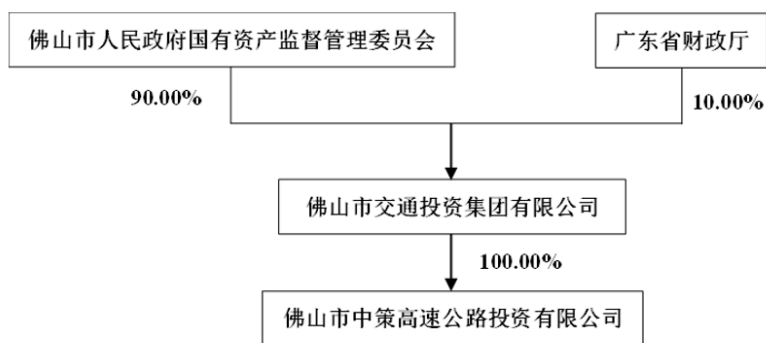 佛山市人民政府国有资产监督管理委员会
广东省财政厅
90.00%
10.00%
佛山市交通投资集团有限公司
100.00%
佛山市中策高速公路投资有限公司